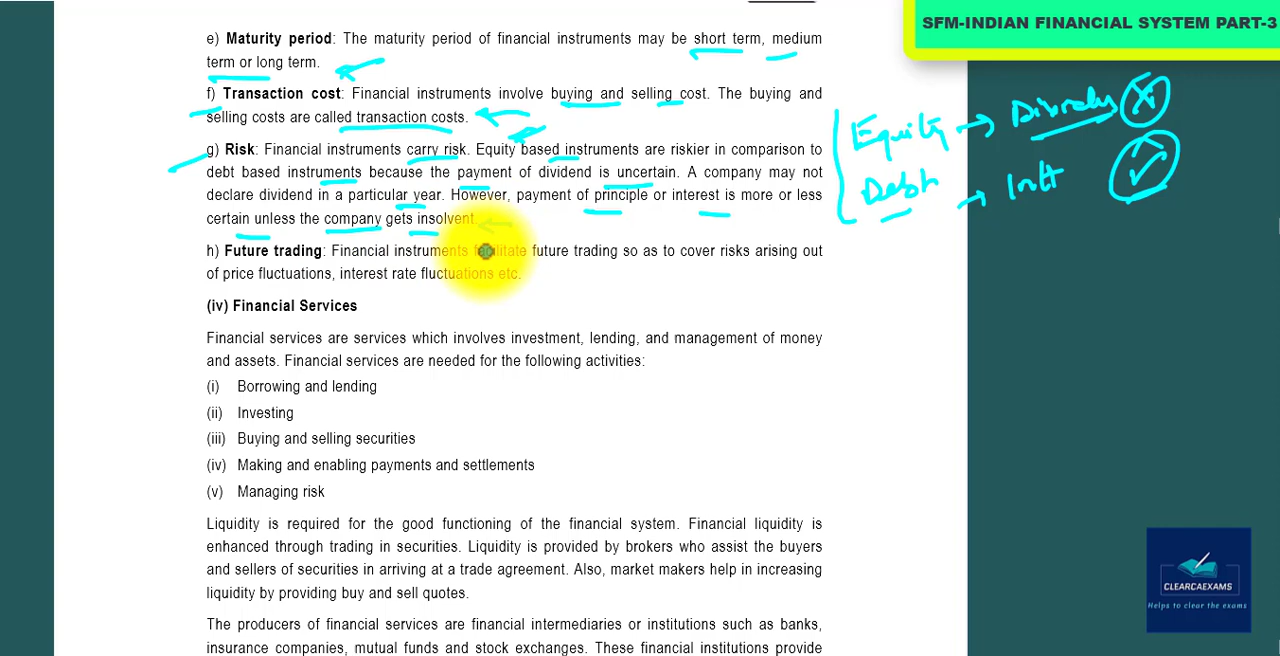 SFM-INDIAN FINANCIAL SYSTEM PART-3
e) Maturity period: The maturity period of financial instruments may be short term, medium
term or long term.
f) Transaction cost: Financial instruments involve buying and selling cost. The buying and
selling costs are called transaction costs.
g) Risk: Financial instruments carry risk. Equity based instruments are riskier in comparison to
debt based instruments because the payment of dividend is uncertain. A company may not
declare dividend in a particular year. However, payment of principle or interest is more or less
certain unless the company gets insolvent.
h) Future trading: Financial instruments facilitate future trading so as to cover risks arising out
of price fluctuations, interest rate fluctuations etc.
(iv) Financial Services
Financial services are services which involves investment, lending, and management of money
and assets. Financial services are needed for the following activities:
(i) Borrowing and lending
(ii) Investing
(iii) Buying and selling securities
(iv) Making and enabling payments and settlements
(v) Managing risk
Liquidity is required for the good functioning of the financial system. Financial liquidity is
enhanced through trading in securities. Liquidity is provided by brokers who assist the buyers
and sellers of securities in arriving at a trade agreement. Also, market makers help in increasing
liquidity by providing buy and sell quotes.
The producers of financial services are financial intermediaries or institutions such as banks,
insurance companies, mutual funds and stock exchanges. These financial institutions provide
Equity →
Debt → Int
CLEARCAEXAMS
Helps to clear the exams